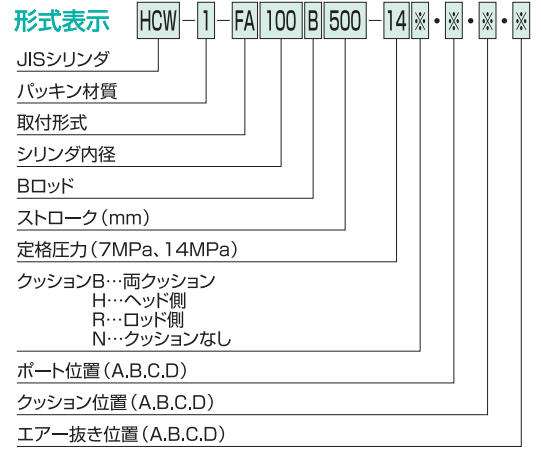 形式表示 HCW-1-FA100B500-14※・※・※・※
JISシリンダ
パッキン材質
取付形式
シリンダ内径
Bロッド
ストローク(mm)
定格圧力(7MPa、14MPa)
クッションB…両クッション
H…ヘッド側
R…ロッド側
N…クッションなし
ポート位置(A.B.C.D)
クッション位置(A.B.C.D)
エアー抜き位置(A.B.C.D)